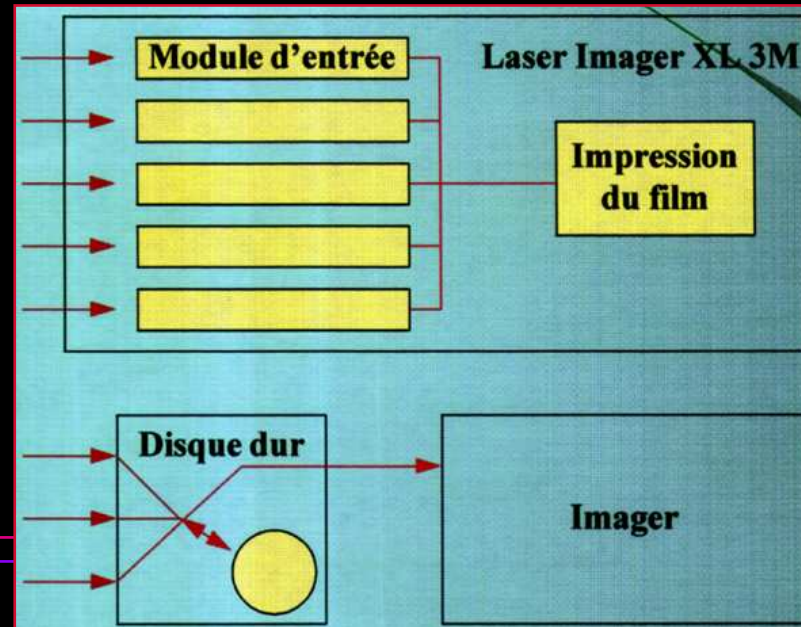 Module d'entrée
Laser Imager XL 3M
Impression
du film
Disque dur
Imager